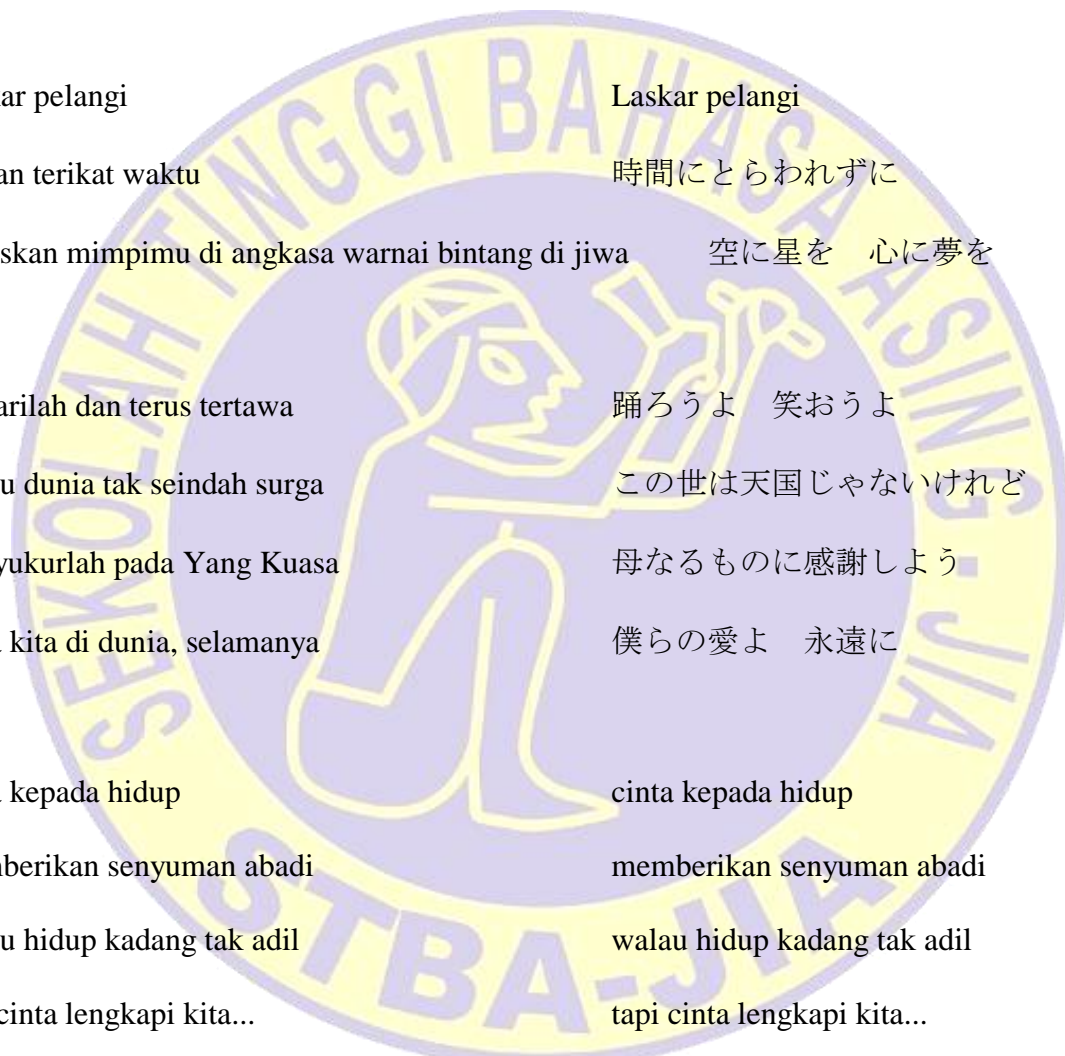 ar pelangi Laskar pelangi
an terikat waktu 時間にとらわれずに
skan mimpimu di angkasa warnai bintang di jiwa 空に星を 心に夢を
arilah dan terus tertawa 踊ろうよ 笑おうよ
u dunia tak seindah surga この世は天国じゃないけれど
yukurlah pada Yang Kuasa 母なるものに感謝しよう
kita di dunia, selamanya 僕らの愛よ 永遠に
kepada hidup cinta kepada hidup
berikan senyuman abadi memberikan senyuman abadi
u hidup kadang tak adil walau hidup kadang tak adil
cinta lengkapi kita... tapi cinta lengkapi kita...
SEKOLAH TINGGI BAHASA ASING - JIA
STBA-JIA